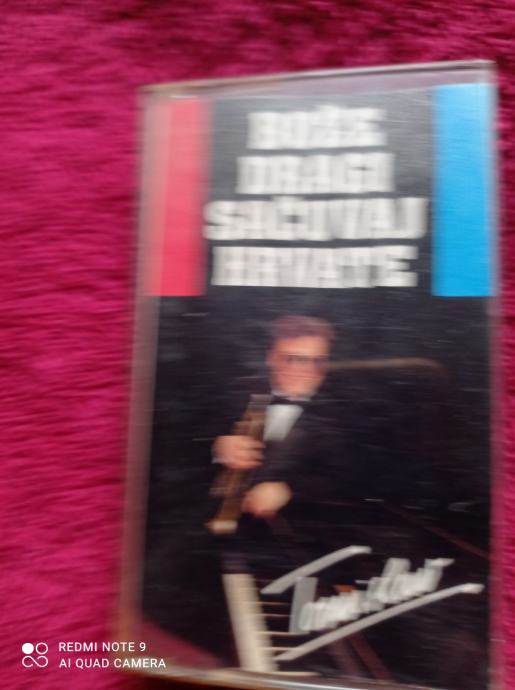 BOŽE
DRAGI
SAČUVAJ
HRVATE
REDMI NOTE 9
AI QUAD CAMERA